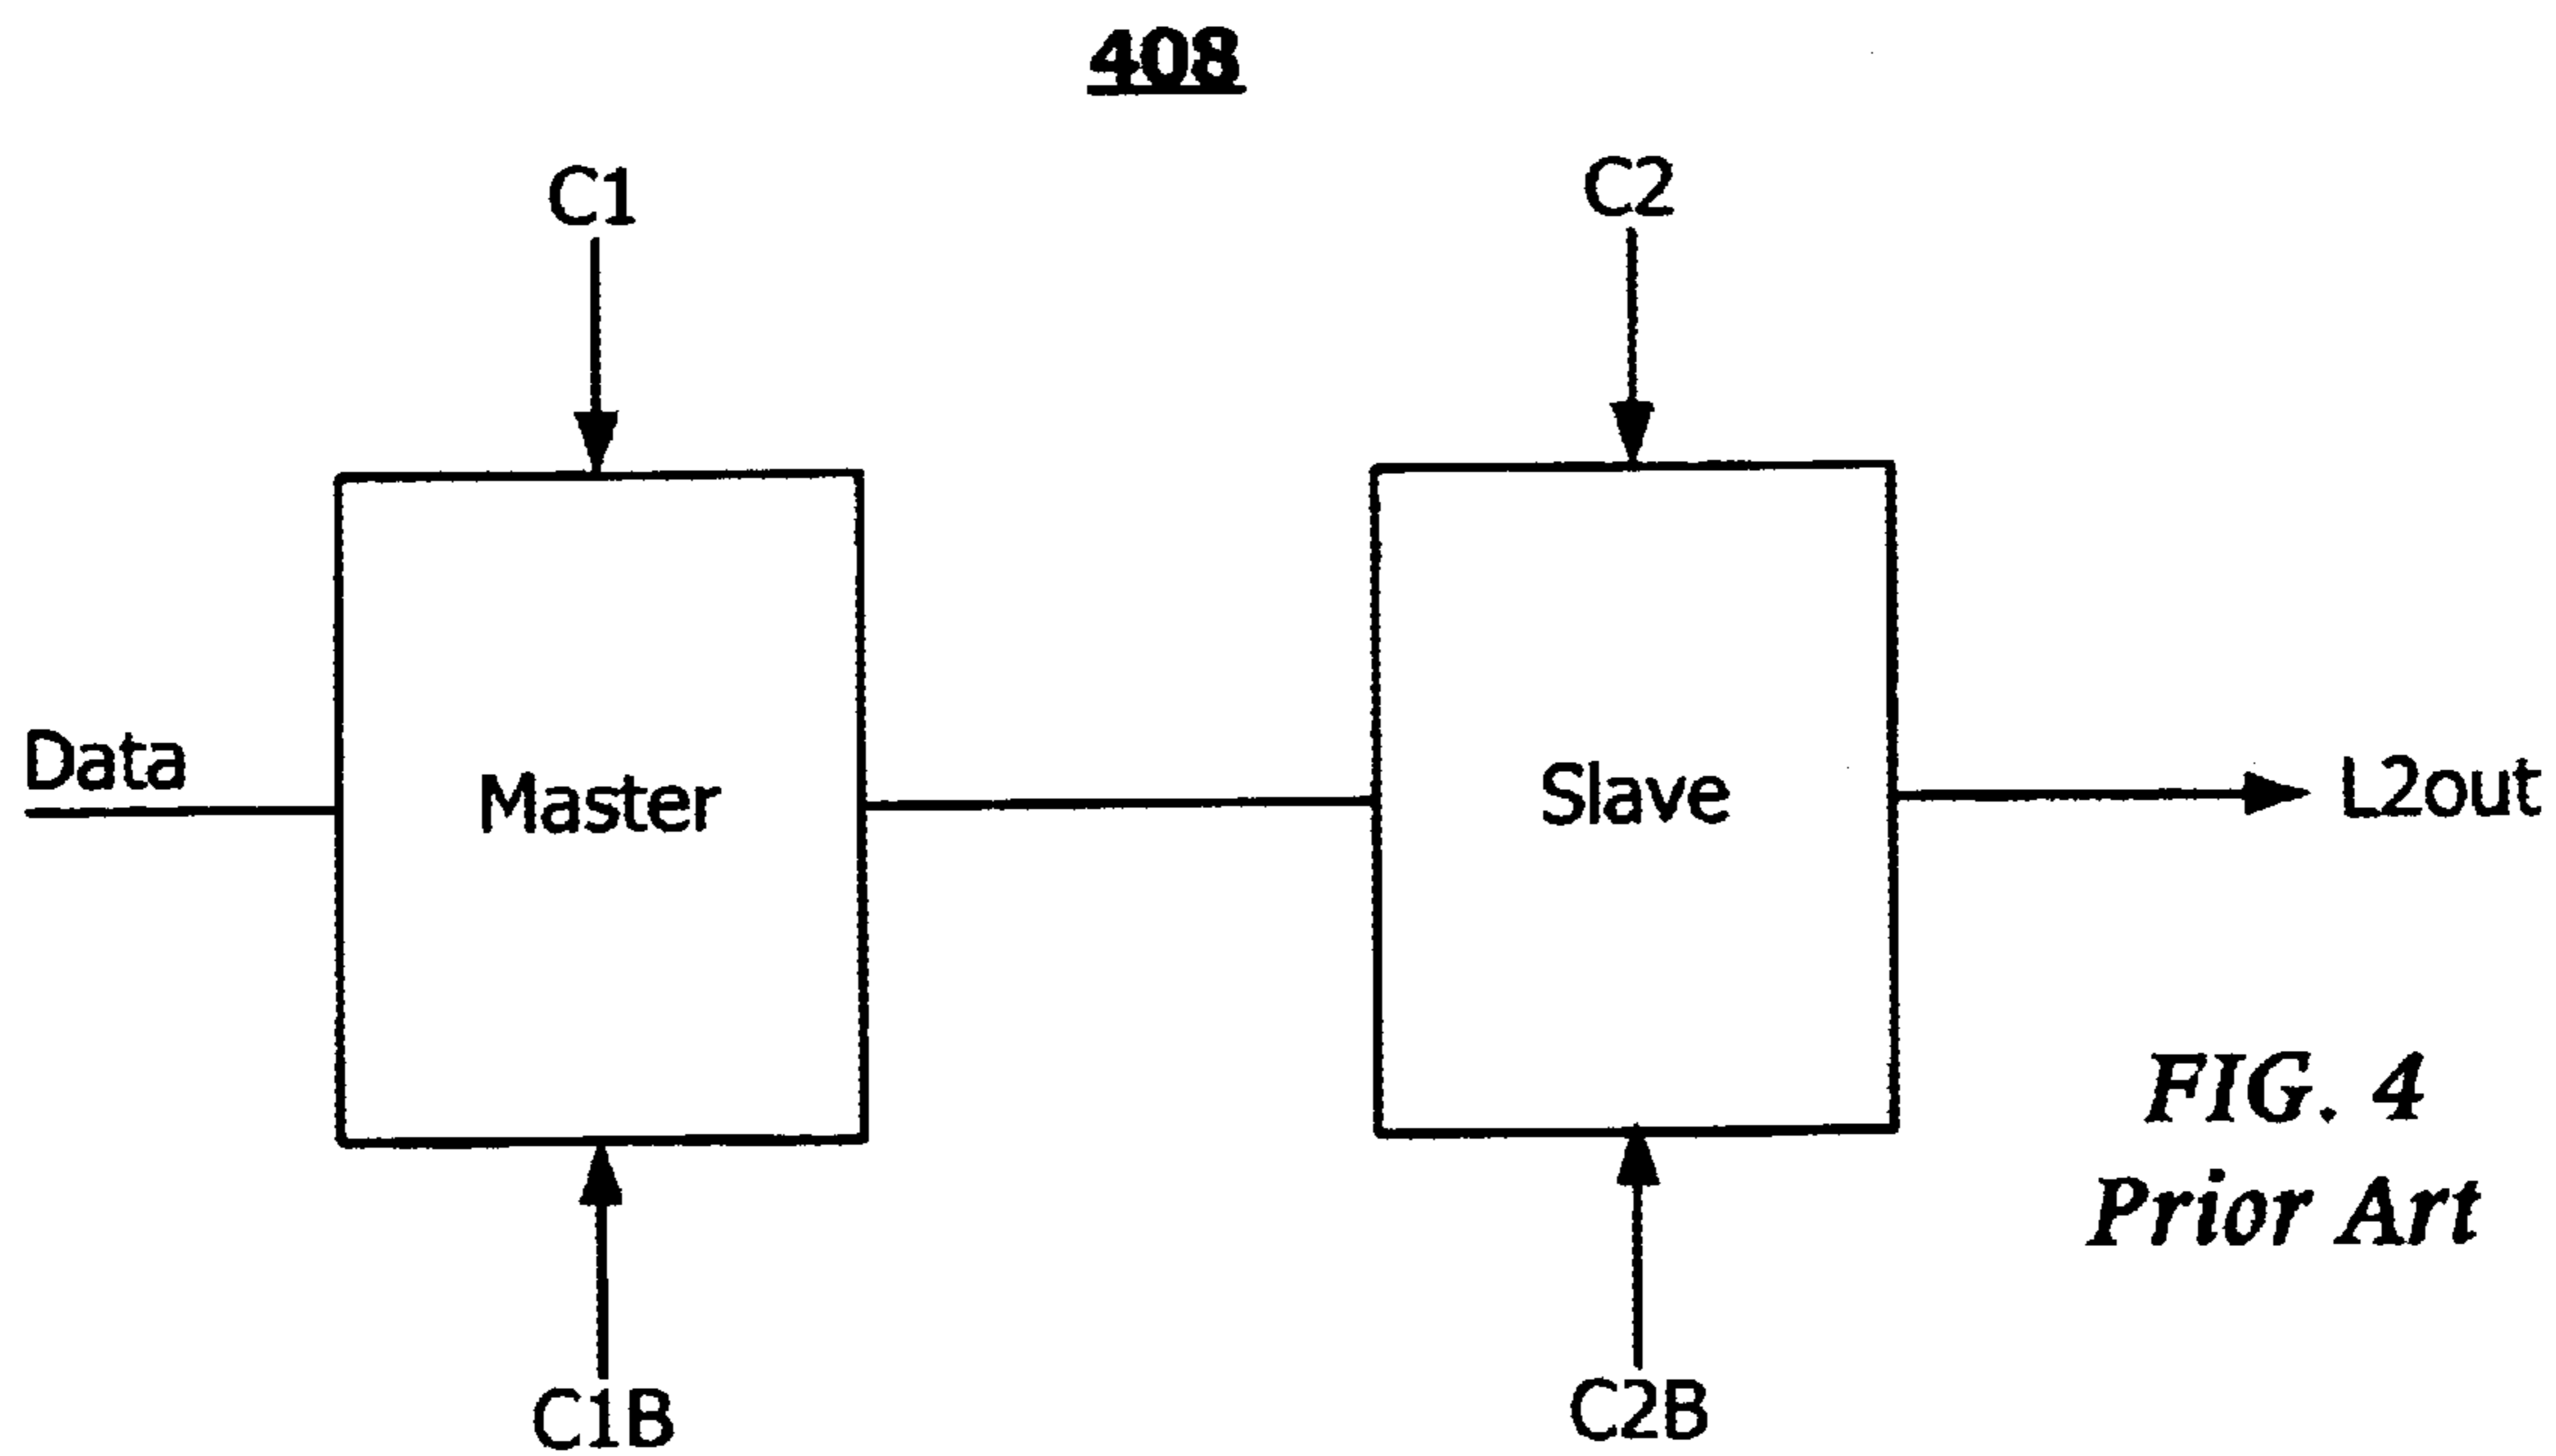 408
C1
C2
Data
Master
Slave
L2out
FIG. 4
Prior Art
C1B
C2B